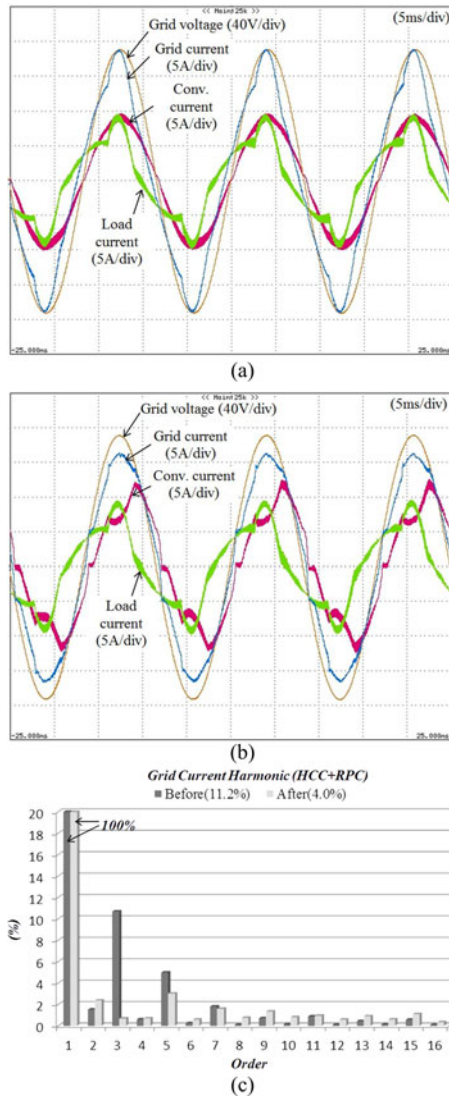 << Main:25k >>
Grid voltage (40V/div)
(5ms/div)
Grid current
(5A/div)
Conv.
current
(5A/div)
Load
current
(5A/div)
-25.000ms
25.000ms
(a)
<< Main:25k >>
Grid voltage (40V/div)
(5ms/div)
Grid current
(5A/div)
Conv. current
(5A/div)
Load
current
(5A/div)
-25.000ms
25.000ms
(b)
Grid Current Harmonic (HCC+RPC)
Before(11.2%) After(4.0%)
100%
20
18
16
14
12
10
8
6
4
2
0
(%)
1 2 3 4 5 6 7 8 9 10 11 12 13 14 15 16
Order
(c)